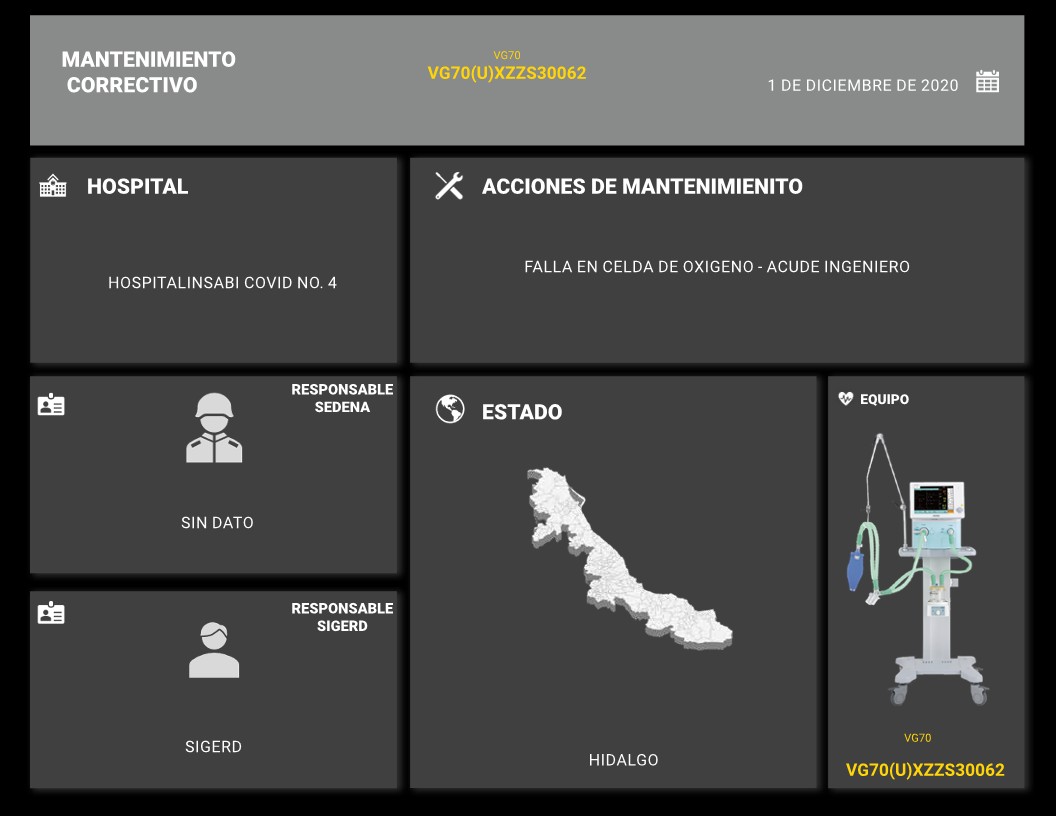 MANTENIMIENTO
CORRECTIVO
VG70
VG70(U)XZZS30062
1 DE DICIEMBRE DE 2020
HOSPITAL
HOSPITALINSABI COVID NO. 4
ACCIONES DE MANTENIMIENITO
FALLA EN CELDA DE OXIGENO - ACUDE INGENIERO
RESPONSABLE
SEDENA
SIN DATO
RESPONSABLE
SIGERD
SIGERD
ESTADO
HIDALGO
EQUIPO
VG70
VG70(U)XZZS30062